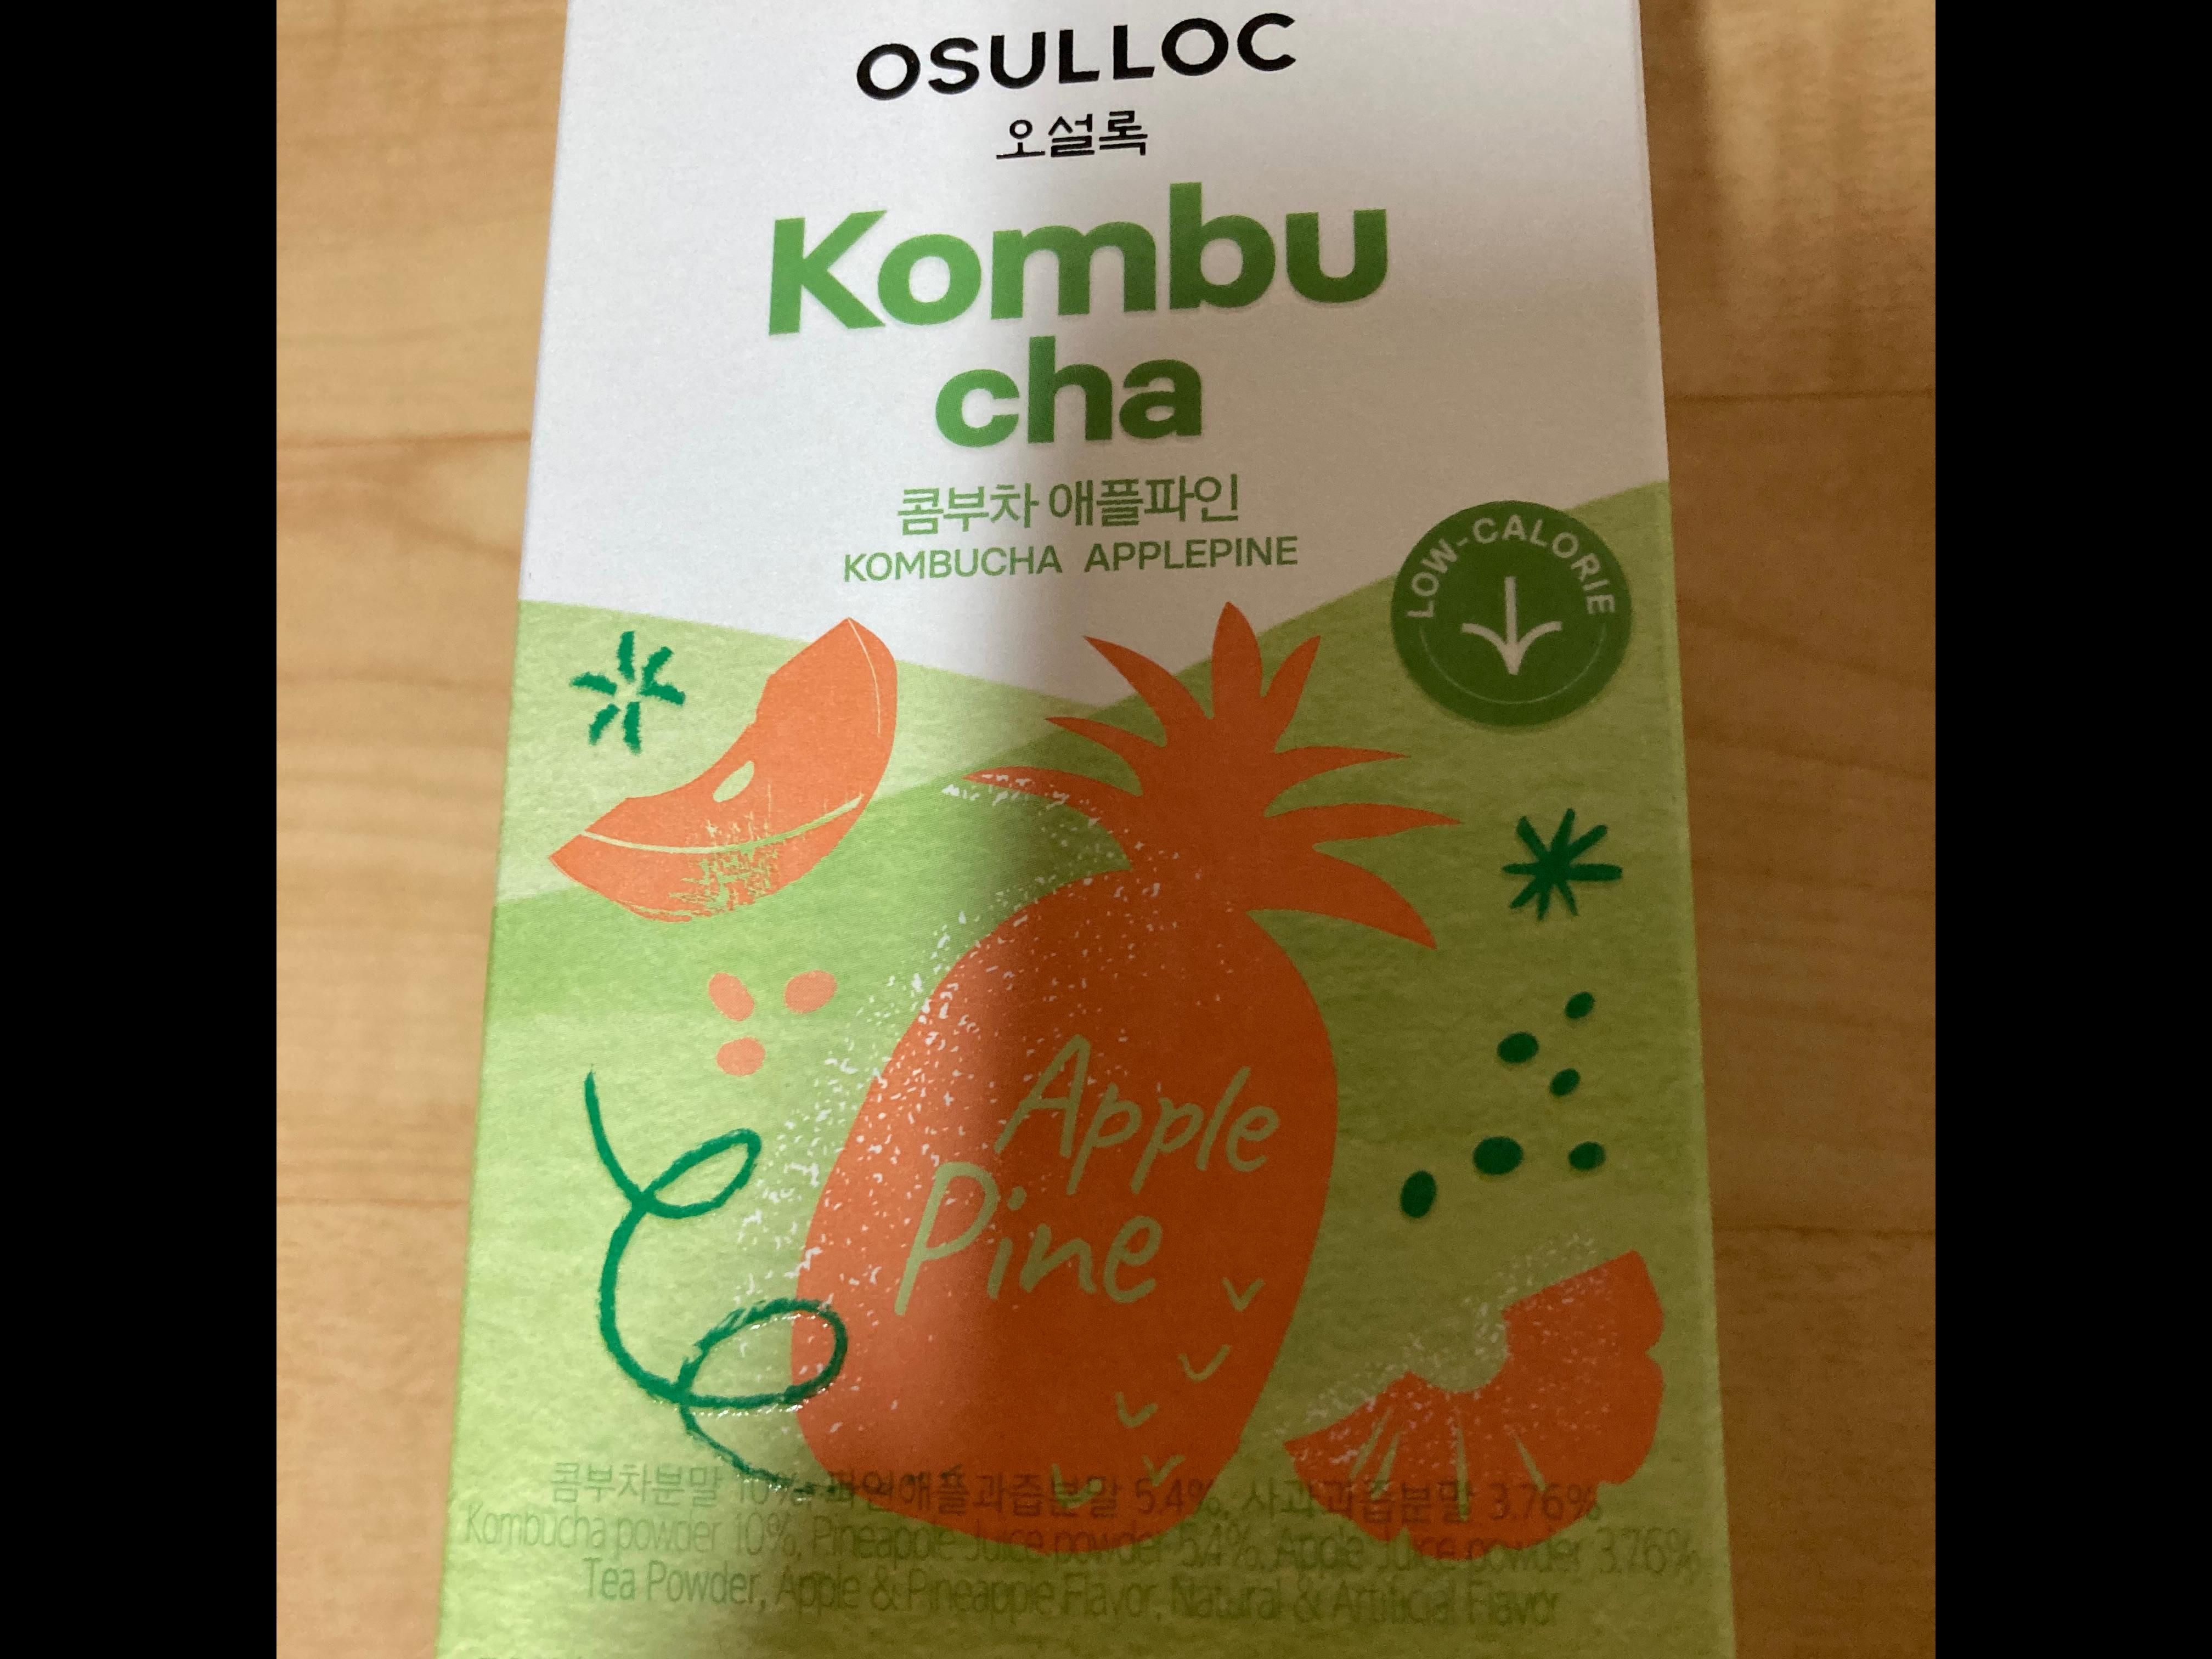 OSULLOC
오설록
Kombu
cha
콤부차 애플파인
KOMBUCHA APPLEPINE
LOW-CALORIE
Apple
Pine
콤부차분말 10%, 파인애플과즙분말 5.4%, 사과과즙분말 3.76%
Kombucha powder 10%, Pineapple Juice powder 5.4%, Apple Juice powder 3.76%
Tea Powder, Apple & Pineapple Flavor, Natural & Artificial Flavor